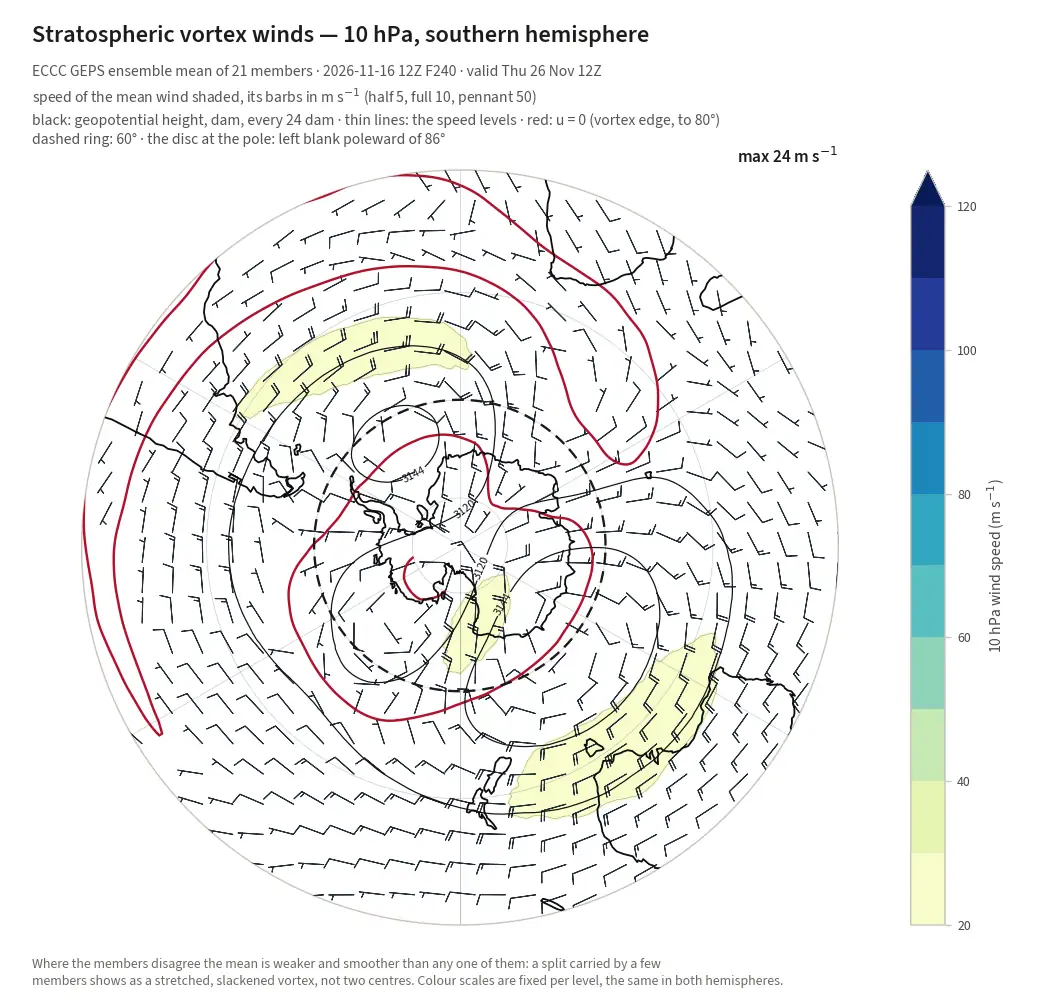 Stratospheric vortex winds — 10 hPa, southern hemisphere
ECCC GEPS ensemble mean of 21 members · 2026-11-16 12Z F240 · valid Thu 26 Nov 12Z
speed of the mean wind shaded, its barbs in m s⁻¹ (half 5, full 10, pennant 50)
black: geopotential height, dam, every 24 dam · thin lines: the speed levels · red: u = 0 (vortex edge, to 80°)
dashed ring: 60° · the disc at the pole: left blank poleward of 86°
max 24 m s⁻¹
120
100
80
60
40
20
10 hPa wind speed (m s⁻¹)
3144
3120
3120
Where the members disagree the mean is weaker and smoother than any one of them: a split carried by a few
members shows as a stretched, slackened vortex, not two centres. Colour scales are fixed per level, the same in both hemispheres.